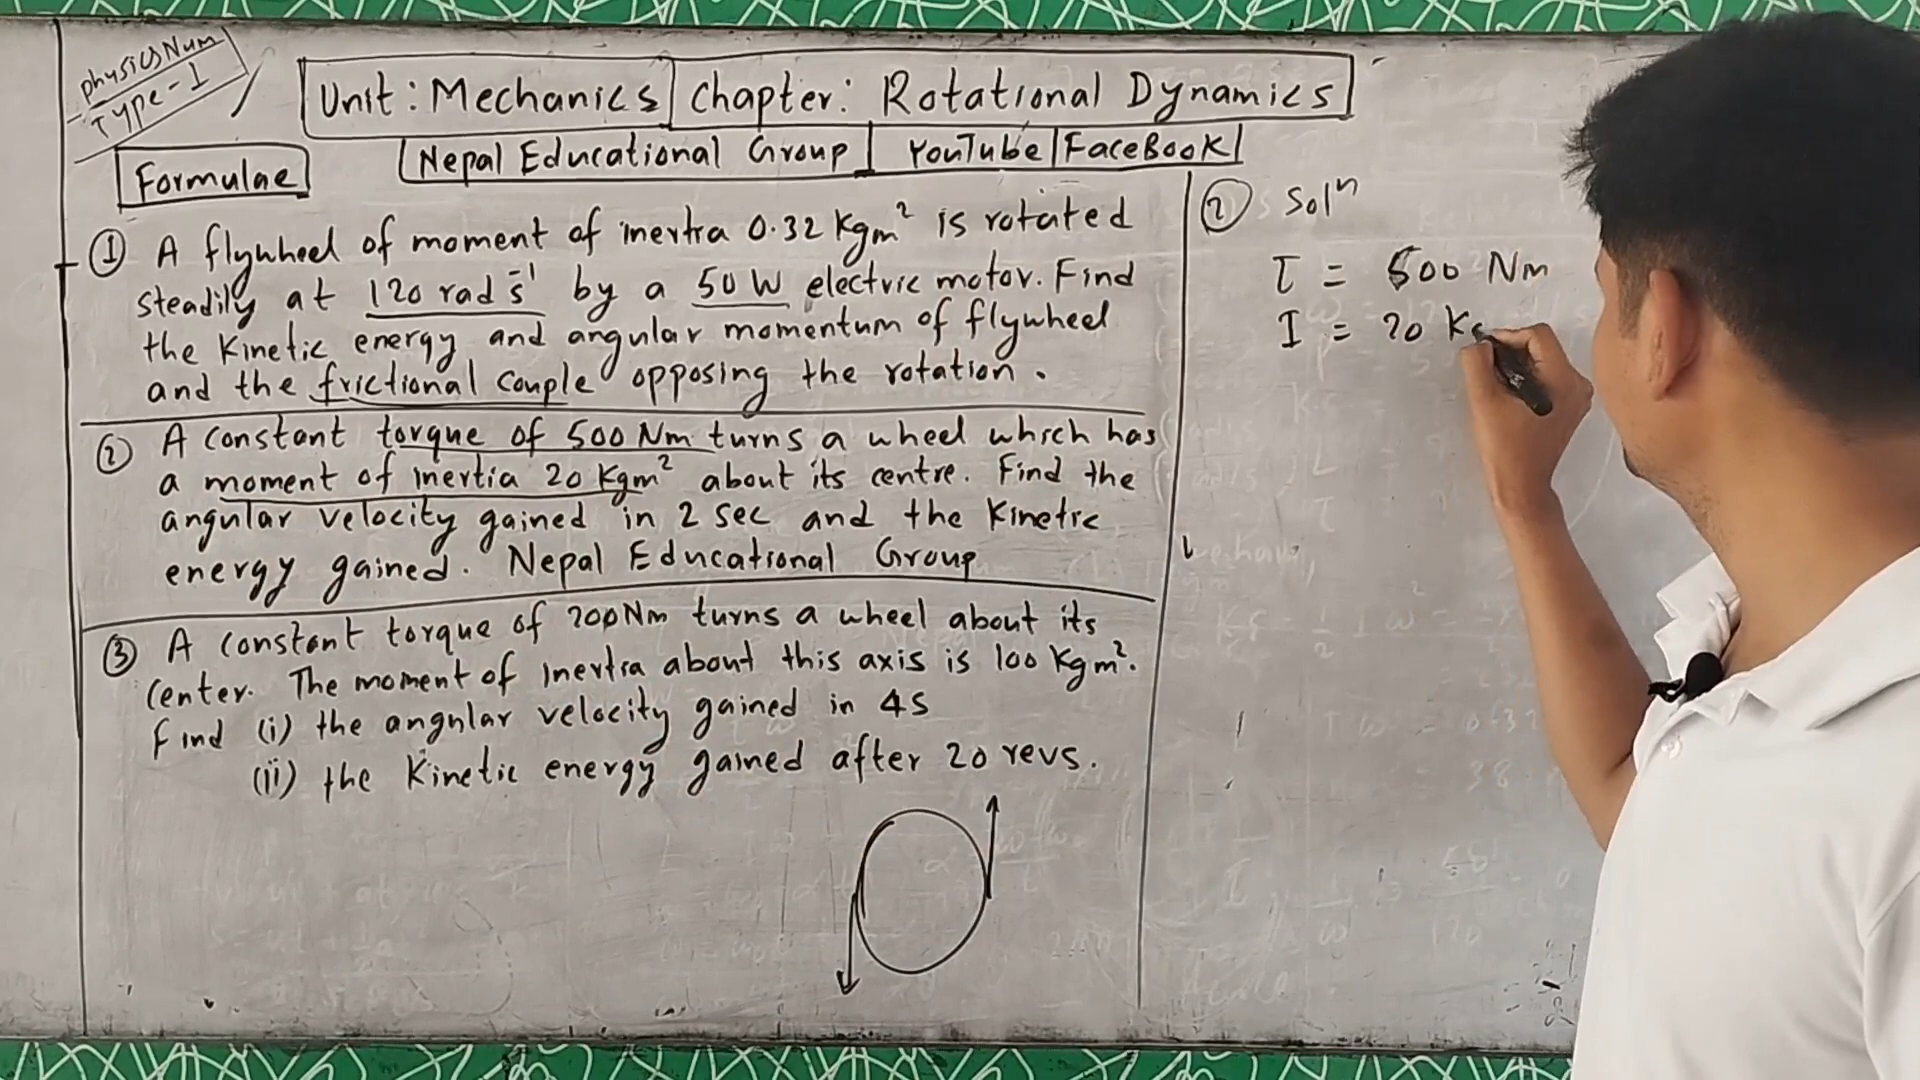 physics Num
Type-1
Unit: Mechanics Chapter: Rotational Dynamics
Nepal Educational Group YouTube FaceBook
Formulae
① A flywheel of moment of inertia 0.32 Kgm² is rotated
steadily at 120 rad s⁻¹ by a 50 W electric motor. Find
the Kinetic energy and angular momentum of flywheel
and the frictional couple opposing the rotation.
② A constant torque of 500 Nm turns a wheel which has
a moment of inertia 20 Kgm² about its centre. Find the
angular velocity gained in 2 sec and the Kinetic
energy gained. Nepal Educational Group
③ A constant torque of 200Nm turns a wheel about its
center. The moment of inertia about this axis is 100 Kgm².
Find (i) the angular velocity gained in 4s
(ii) the Kinetic energy gained after 20 revs.
② Solⁿ
τ = 500 Nm
I = 20 Kg
we have,